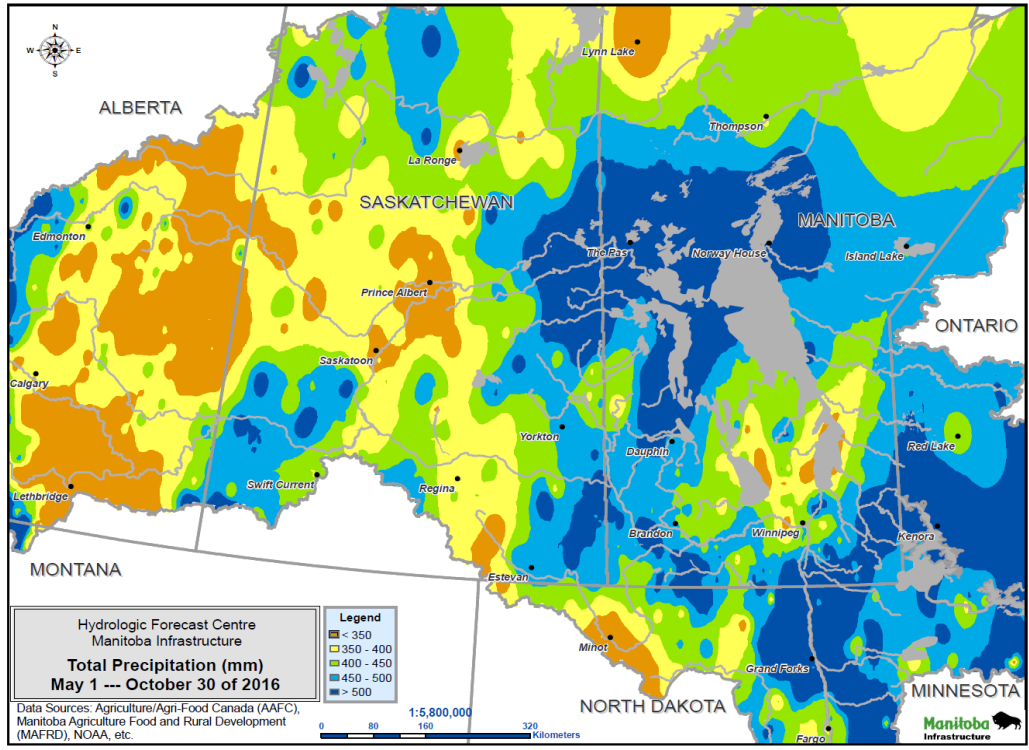 N
W E
S
Lynn Lake
ALBERTA
Thompson
La Ronge
SASKATCHEWAN
MANITOBA
Edmonton
The Pas
Norway House
Island Lake
Prince Albert
ONTARIO
Saskatoon
Calgary
Yorkton
Dauphin
Red Lake
Swift Current
Regina
Lethbridge
Brandon
Winnipeg
Kenora
MONTANA
Estevan
Minot
Grand Forks
MINNESOTA
NORTH DAKOTA
Fargo
Hydrologic Forecast Centre
Manitoba Infrastructure
Total Precipitation (mm)
May 1 --- October 30 of 2016
Legend
< 350
350 - 400
400 - 450
450 - 500
> 500
Data Sources: Agriculture/Agri-Food Canada (AAFC),
Manitoba Agriculture Food and Rural Development
(MAFRD), NOAA, etc.
1:5,800,000
0 80 160 320
Kilometers
Manitoba
Infrastructure